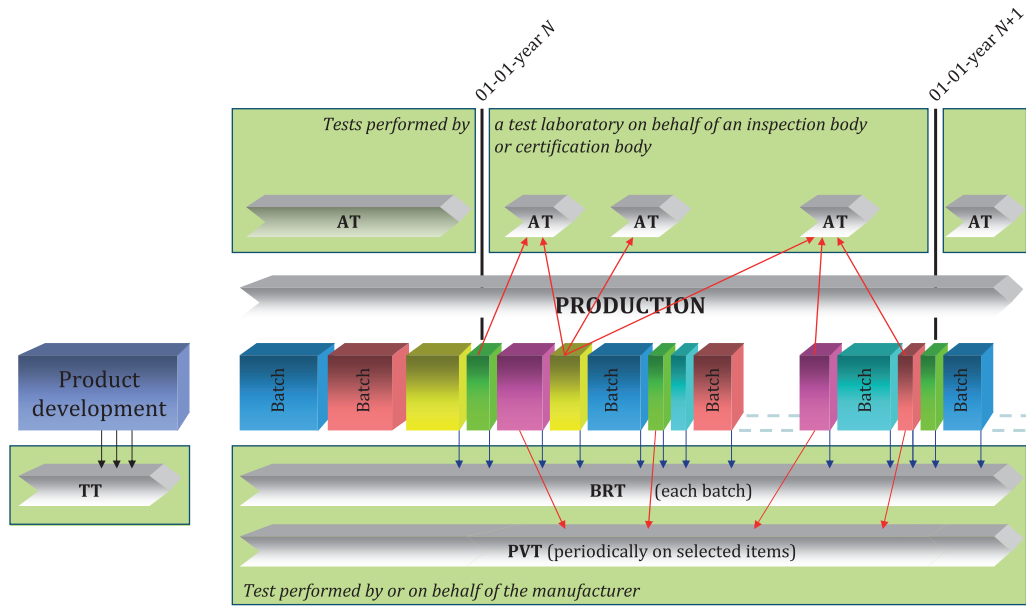 01-01-year N
01-01-year N+1
Tests performed by
a test laboratory on behalf of an inspection body
or certification body
AT
AT
AT
AT
AT
PRODUCTION
Product
development
Batch
Batch
Batch
Batch
Batch
Batch
TT
BRT (each batch)
PVT (periodically on selected items)
Test performed by or on behalf of the manufacturer